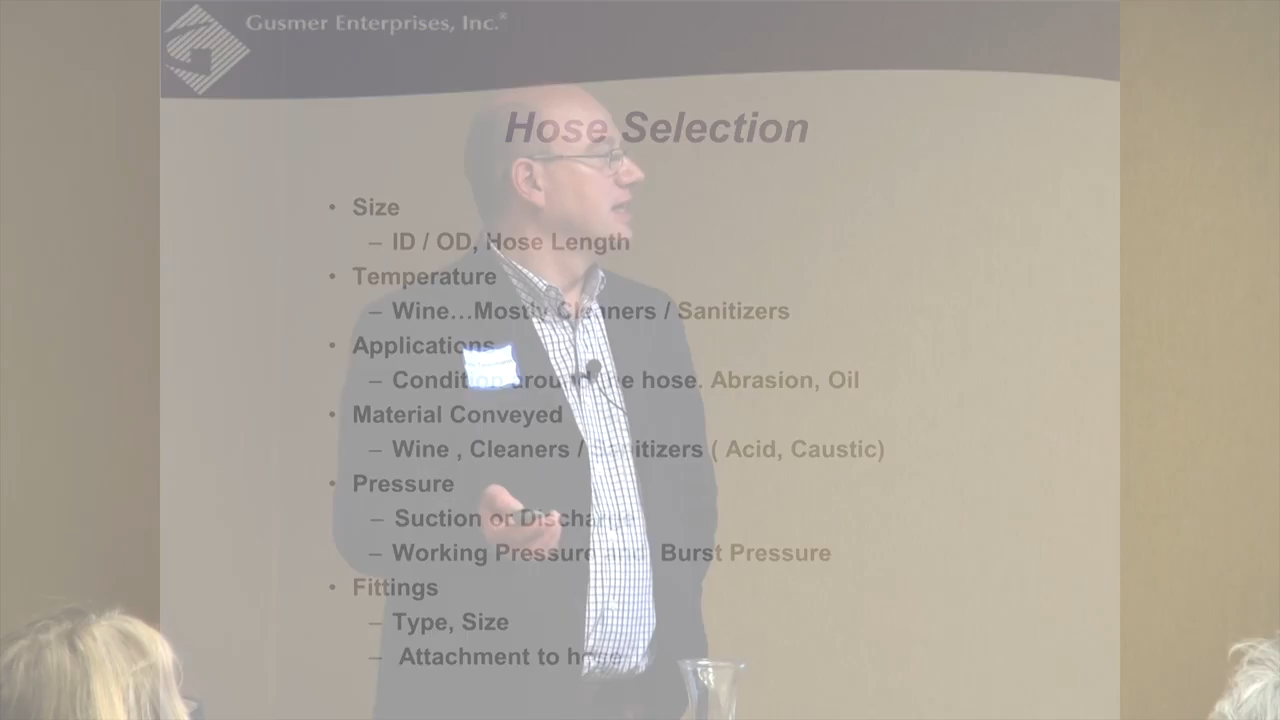 Gusmer Enterprises, Inc.®
Hose Selection
• Size
– ID / OD, Hose Length
• Temperature
– Wine…Mostly Cleaners / Sanitizers
• Applications
– Condition around the hose. Abrasion, Oil
• Material Conveyed
– Wine , Cleaners / Sanitizers ( Acid, Caustic)
• Pressure
– Suction or Discharge
– Working Pressure and Burst Pressure
• Fittings
– Type, Size
– Attachment to hose